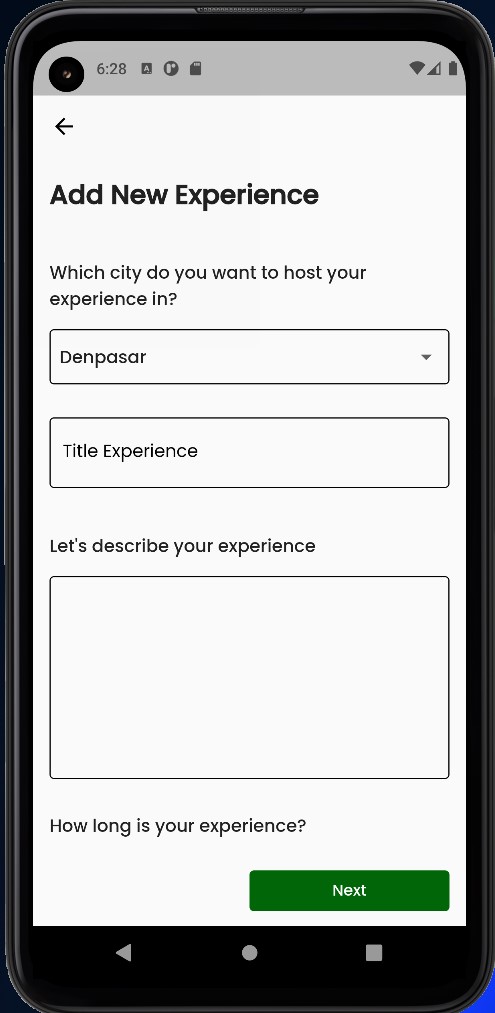 6:28
Add New Experience
Which city do you want to host your
experience in?
Denpasar
Title Experience
Let's describe your experience
How long is your experience?
Next